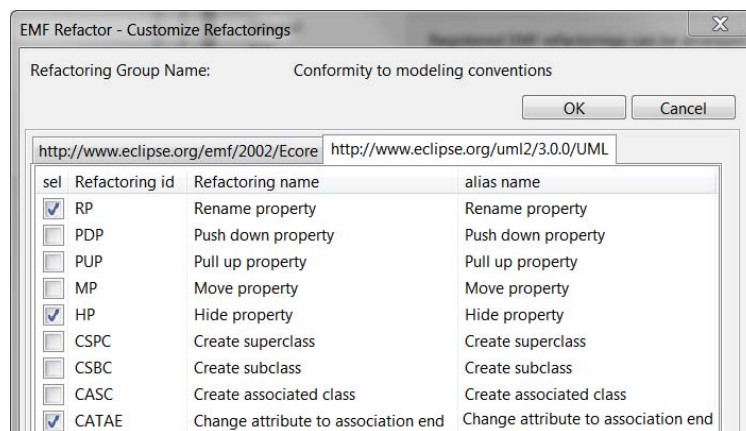 EMF Refactor - Customize Refactorings
Refactoring Group Name: Conformity to modeling conventions
OK Cancel
http://www.eclipse.org/emf/2002/Ecore http://www.eclipse.org/uml2/3.0.0/UML
sel Refactoring id Refactoring name alias name
RP Rename property Rename property
PDP Push down property Push down property
PUP Pull up property Pull up property
MP Move property Move property
HP Hide property Hide property
CSPC Create superclass Create superclass
CSBC Create subclass Create subclass
CASC Create associated class Create associated class
CATAE Change attribute to association end Change attribute to association end